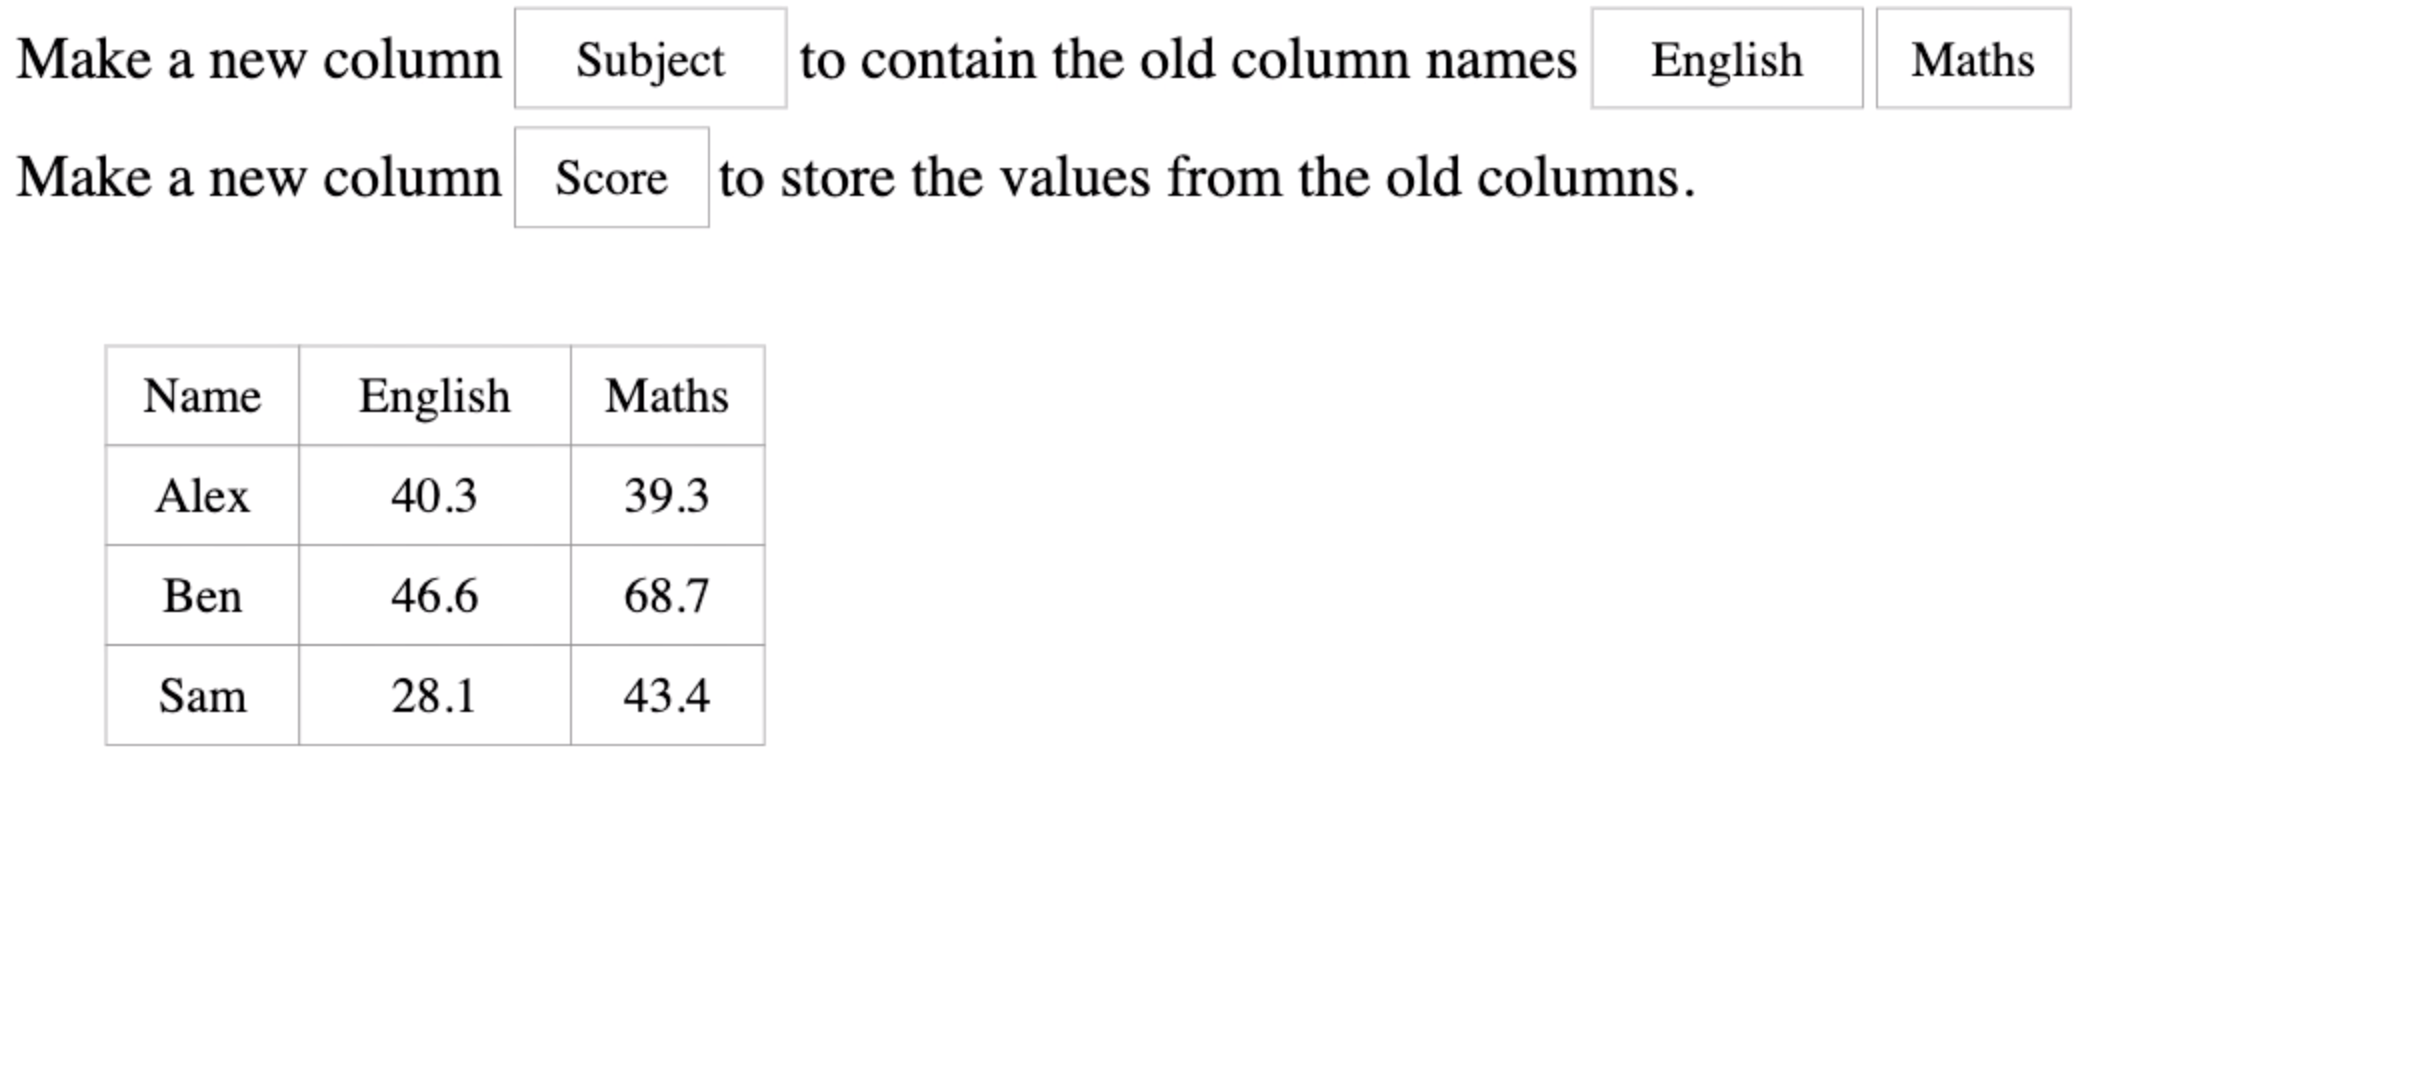 Make a new column Subject to contain the old column names English Maths
Make a new column Score to store the values from the old columns.
Name English Maths
Alex 40.3 39.3
Ben 46.6 68.7
Sam 28.1 43.4